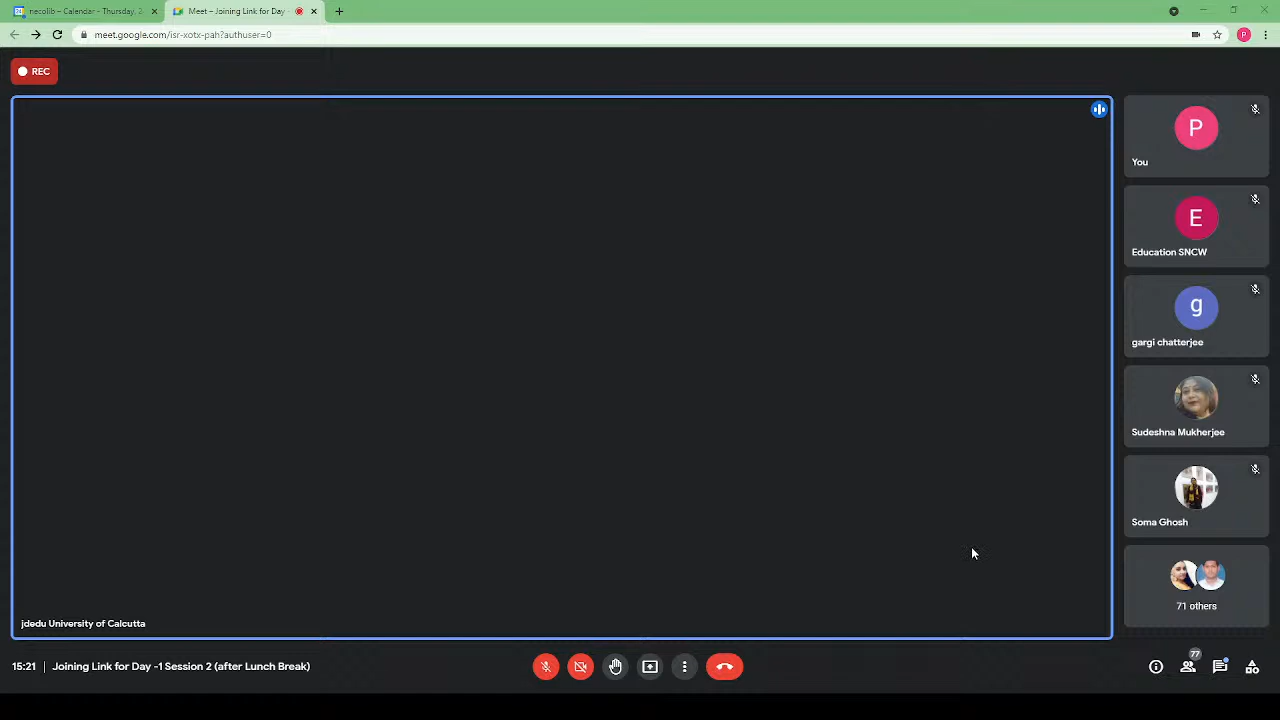 necolib – Calendar - Thursday, 2
Meet – Joining Link for Day -
meet.google.com/isr-xotx-pah?authuser=0
P
REC
P
You
E
Education SNCW
g
gargi chatterjee
Sudeshna Mukherjee
Soma Ghosh
71 others
jdedu University of Calcutta
15:21 | Joining Link for Day -1 Session 2 (after Lunch Break)
77